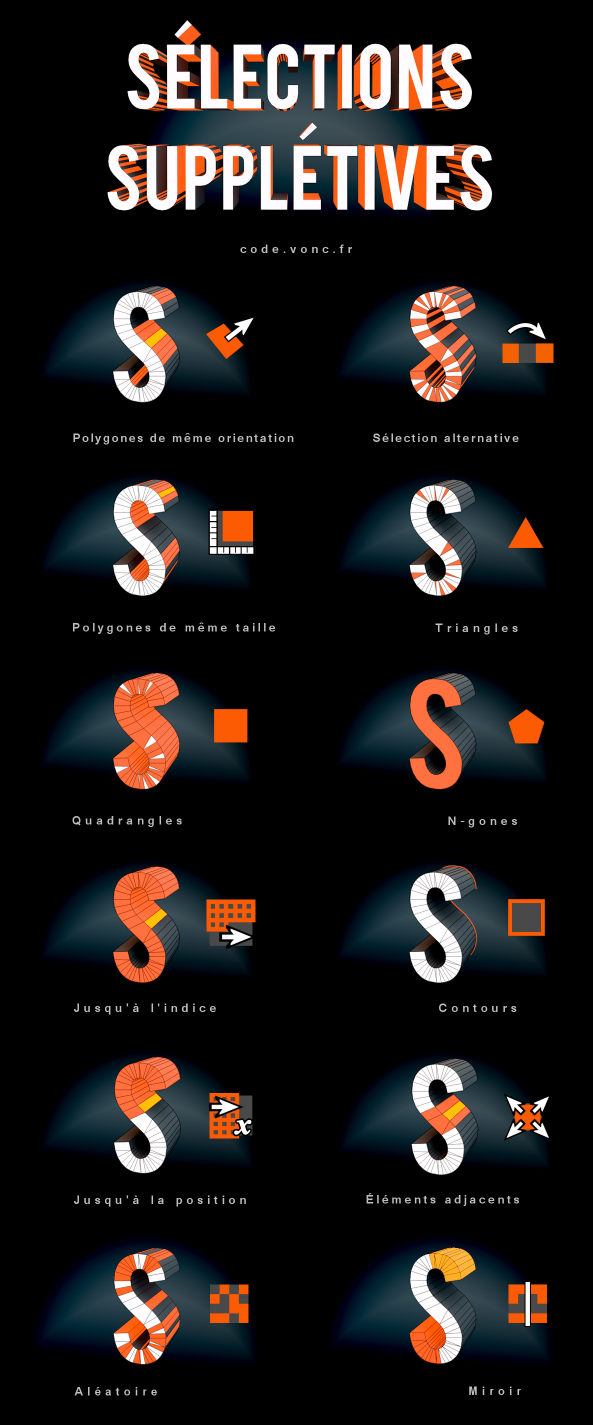 SÉLECTIONS
SUPPLÉTIVES
code.vonc.fr
Polygones de même orientation
Sélection alternative
Polygones de même taille
Triangles
Quadrangles
N-gones
Jusqu'à l'indice
Contours
x
Jusqu'à la position
Éléments adjacents
Aléatoire
Miroir